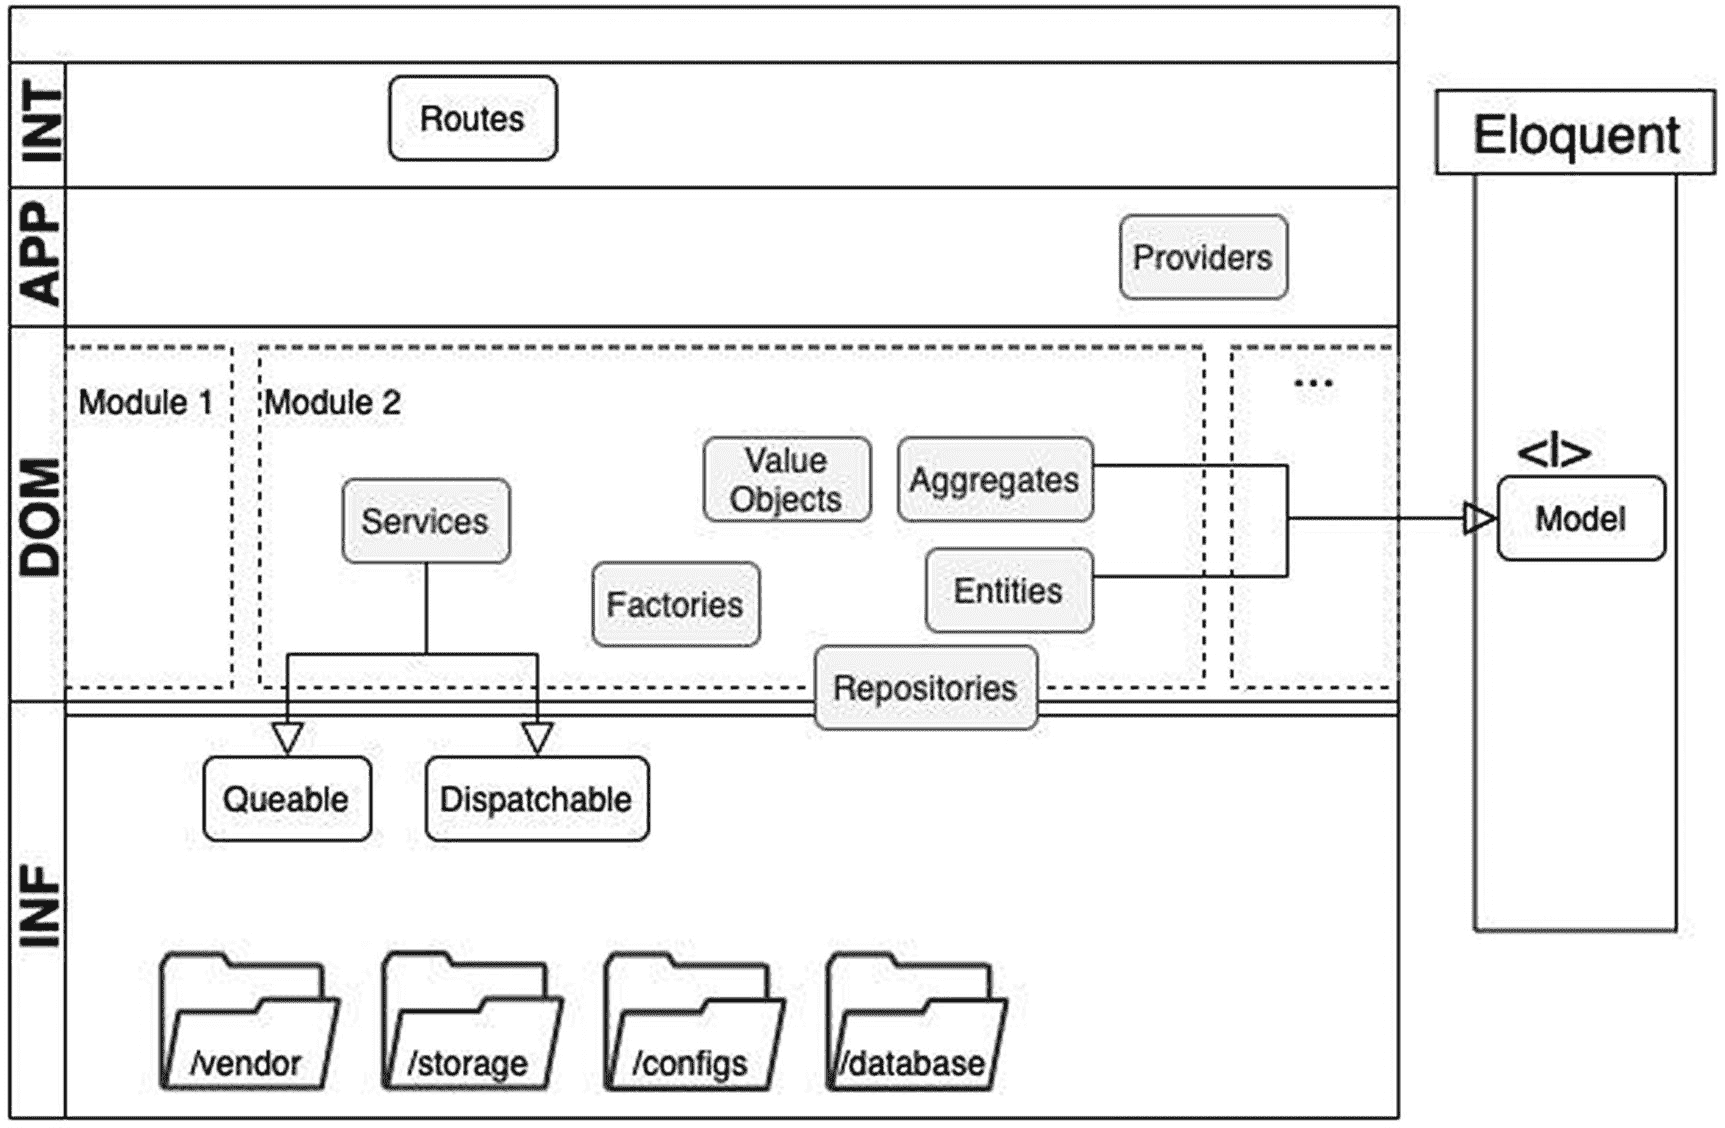 INT
Routes
Eloquent
APP
Providers
DOM
Module 1
Module 2
...
Value
Objects
Aggregates
<I>
Model
Services
Factories
Entities
Repositories
INF
Queable
Dispatchable
/vendor
/storage
/configs
/database